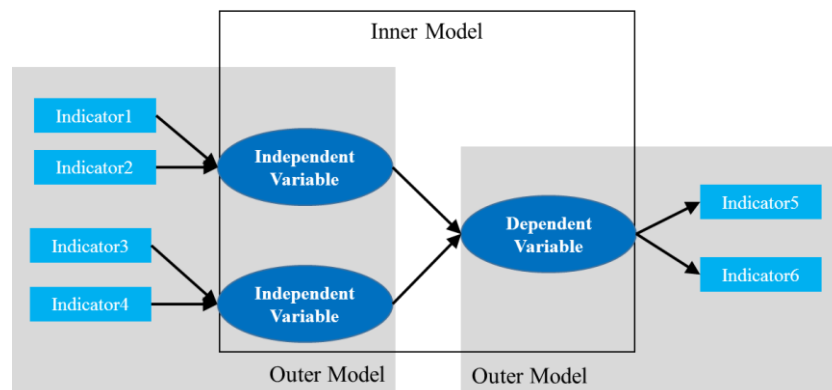 Inner Model
Indicator1
Indicator2
Independent
Variable
Indicator3
Indicator4
Independent
Variable
Dependent
Variable
Indicator5
Indicator6
Outer Model
Outer Model